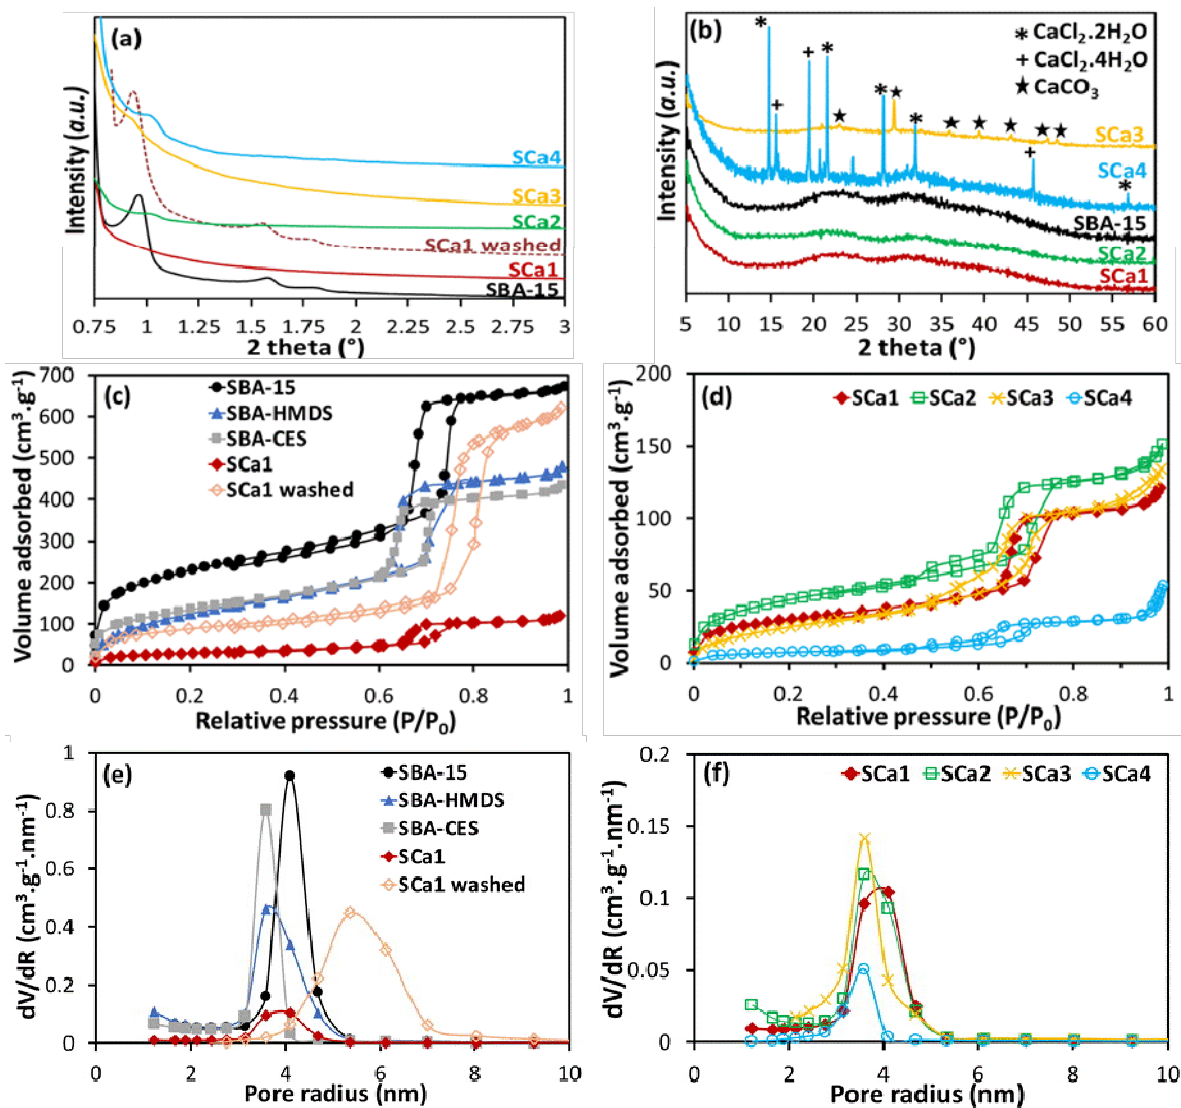 (a)
Intensity (a.u.)
SCa4
SCa3
SCa2
SCa1 washed
SCa1
SBA-15
0.75 1 1.25 1.5 1.75 2 2.25 2.5 2.75 3
2 theta (°)
(b)
Intensity (a.u.)
* CaCl₂.2H₂O
+ CaCl₂.4H₂O
★ CaCO₃
* + + * * ★ ★ * ★ ★ ★ ★ ★ + *
SCa3
SCa4
SBA-15
SCa2
SCa1
5 10 15 20 25 30 35 40 45 50 55 60
2 theta (°)
(c)
Volume adsorbed (cm³.g⁻¹)
700
600
500
400
300
200
100
0
SBA-15
SBA-HMDS
SBA-CES
SCa1
SCa1 washed
0 0.2 0.4 0.6 0.8 1
Relative pressure (P/P₀)
(d)
Volume adsorbed (cm³.g⁻¹)
200
150
100
50
0
SCa1 SCa2 SCa3 SCa4
0 0.2 0.4 0.6 0.8 1
Relative pressure (P/P₀)
(e)
dV/dR (cm³.g⁻¹.nm⁻¹)
1
0.8
0.6
0.4
0.2
0
SBA-15
SBA-HMDS
SBA-CES
SCa1
SCa1 washed
0 2 4 6 8 10
Pore radius (nm)
(f)
dV/dR (cm³.g⁻¹.nm⁻¹)
0.2
0.15
0.1
0.05
0
SCa1 SCa2 SCa3 SCa4
0 2 4 6 8 10
Pore radius (nm)